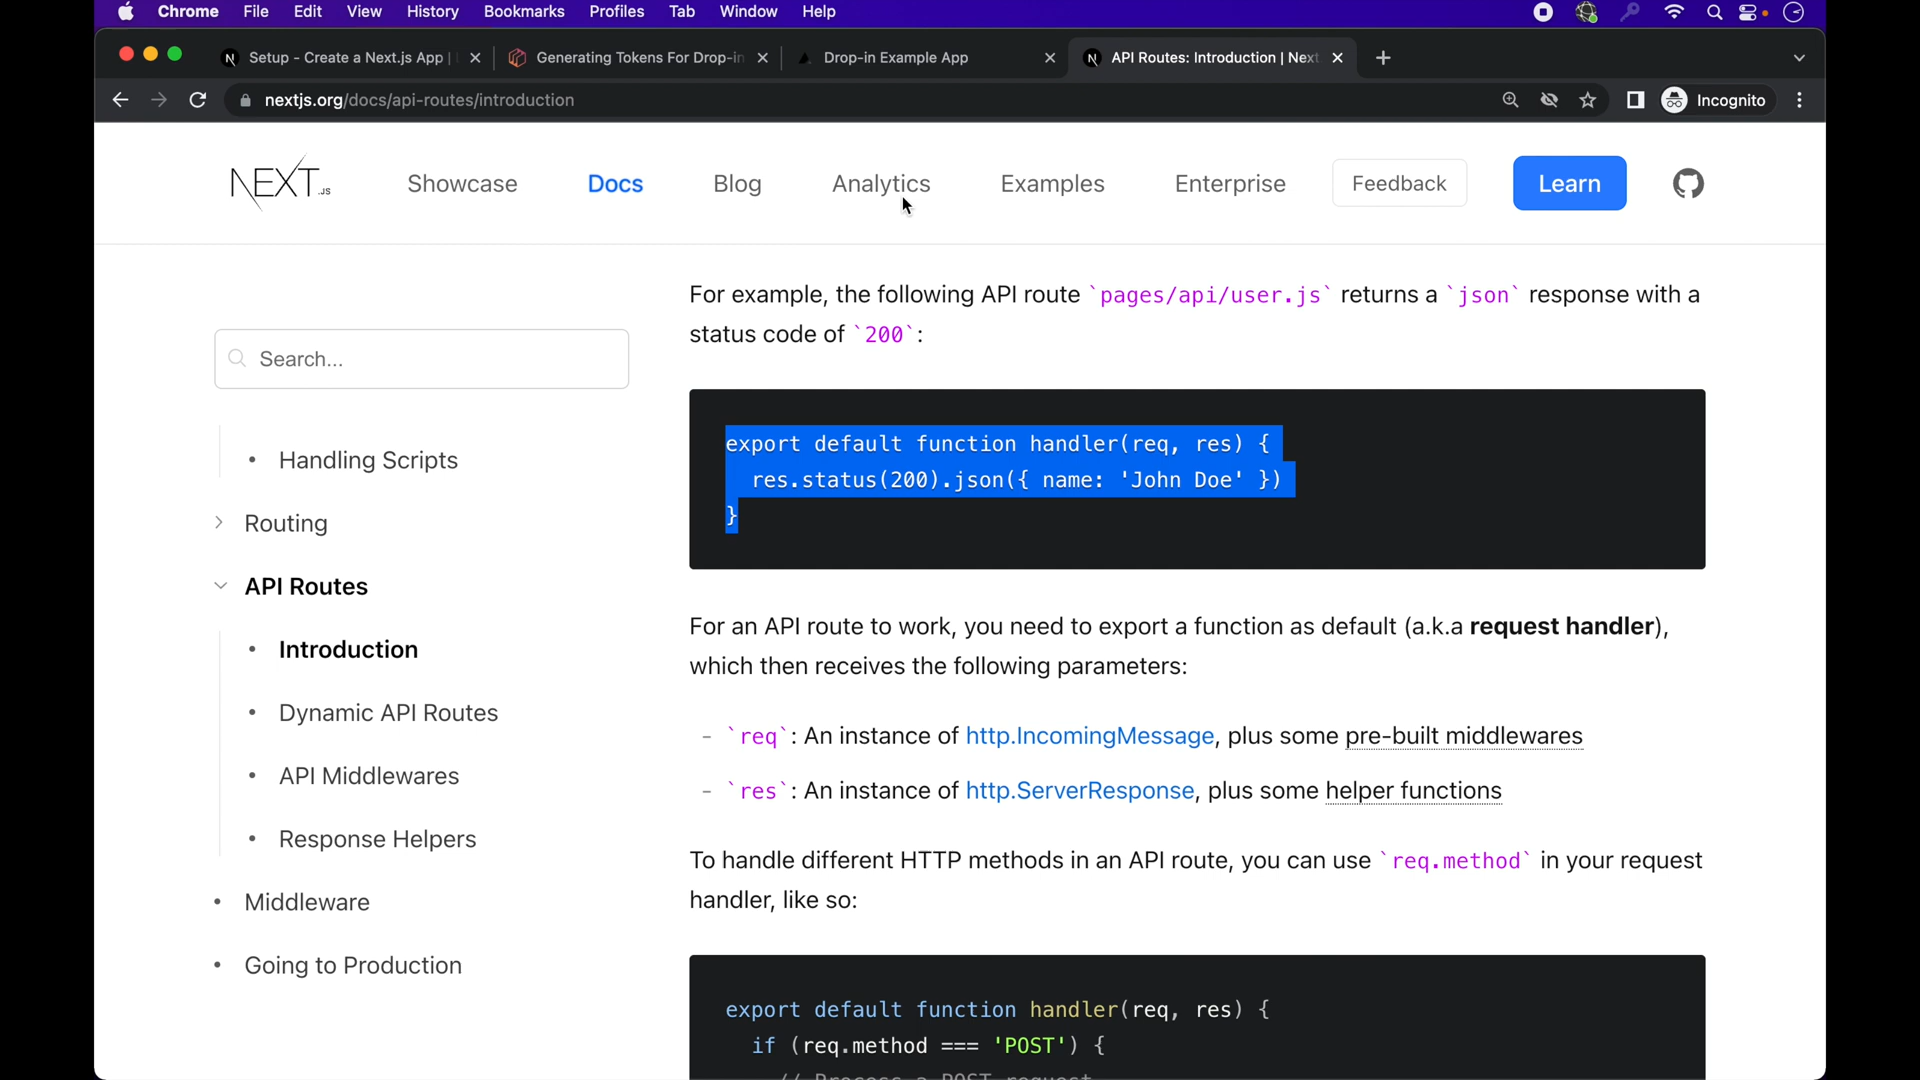 Chrome File Edit View History Bookmarks Profiles Tab Window Help
Setup - Create a Next.js App | Generating Tokens For Drop-in Drop-in Example App API Routes: Introduction | Next
nextjs.org/docs/api-routes/introduction Incognito
NEXT.JS Showcase Docs Blog Analytics Examples Enterprise Feedback Learn
Search...
• Handling Scripts
Routing
API Routes
• Introduction
• Dynamic API Routes
• API Middlewares
• Response Helpers
• Middleware
• Going to Production
For example, the following API route `pages/api/user.js` returns a `json` response with a
status code of `200`:
export default function handler(req, res) {
res.status(200).json({ name: 'John Doe' })
}
For an API route to work, you need to export a function as default (a.k.a request handler),
which then receives the following parameters:
- `req`: An instance of http.IncomingMessage, plus some pre-built middlewares
- `res`: An instance of http.ServerResponse, plus some helper functions
To handle different HTTP methods in an API route, you can use `req.method` in your request
handler, like so:
export default function handler(req, res) {
if (req.method === 'POST') {
// Process a POST request